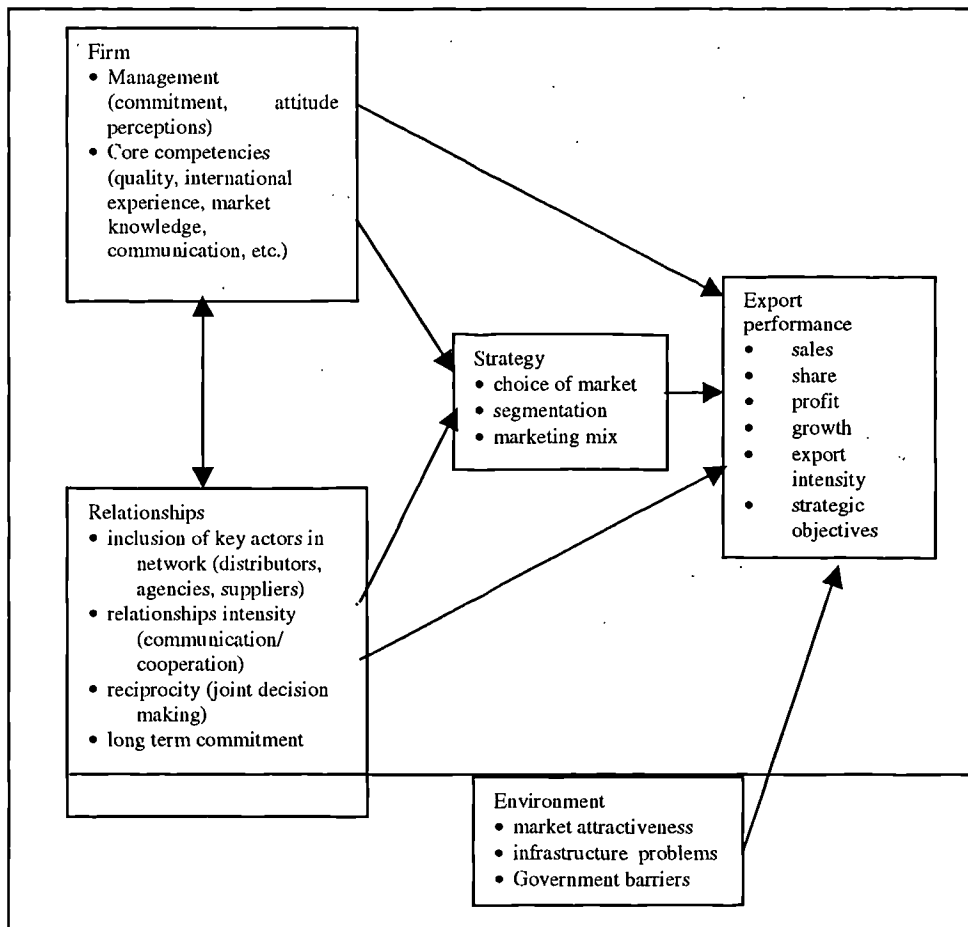 Firm
• Management
(commitment, attitude
perceptions)
• Core competencies
(quality, international
experience, market
knowledge,
communication, etc.)
Relationships
• inclusion of key actors in
network (distributors,
agencies, suppliers)
• relationships intensity
(communication/
cooperation)
• reciprocity (joint decision
making)
• long term commitment
Strategy
• choice of market
• segmentation
• marketing mix
Environment
• market attractiveness
• infrastructure problems
• Government barriers
Export
performance
• sales
• share
• profit
• growth
• export
intensity
• strategic
objectives